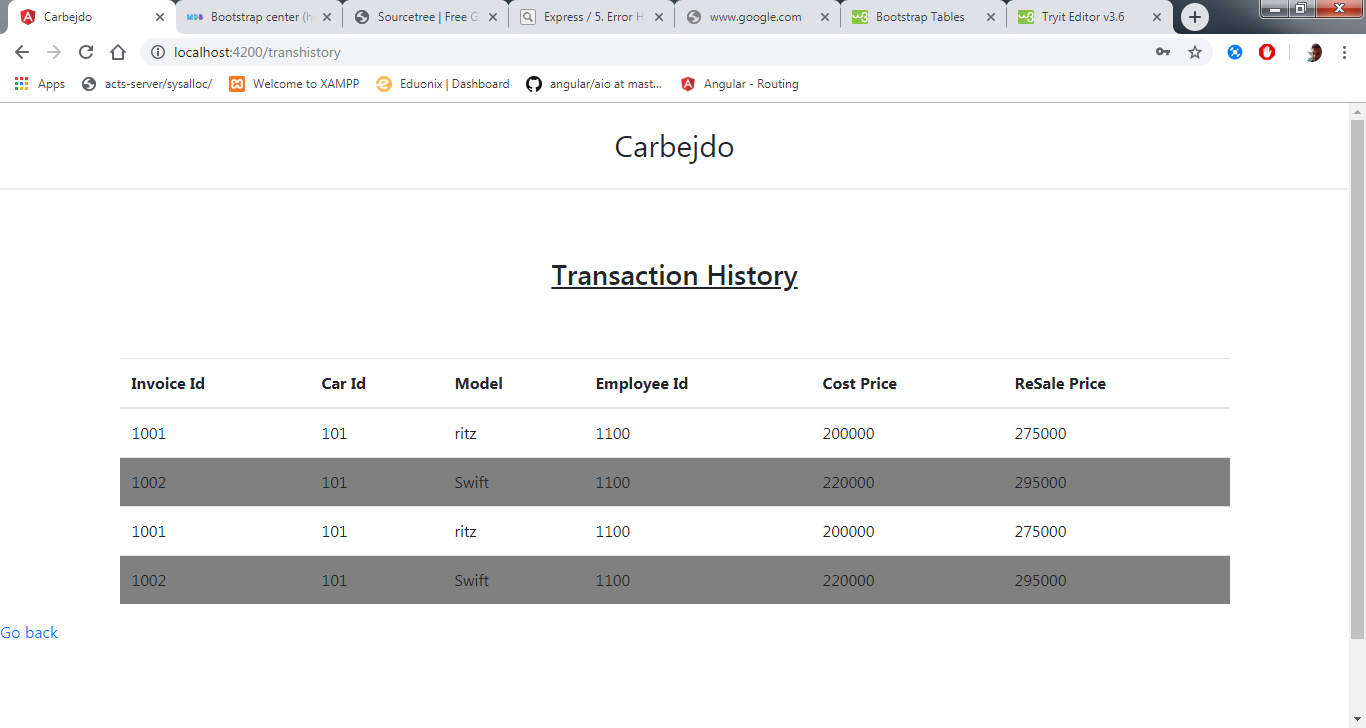 Carbejdo
Bootstrap center (h
Sourcetree | Free G
Express / 5. Error H
www.google.com
Bootstrap Tables
Tryit Editor v3.6
localhost:4200/transhistory
Apps
acts-server/sysalloc/
Welcome to XAMPP
Eduonix | Dashboard
angular/aio at mast...
Angular - Routing
Carbejdo
Transaction History
Invoice Id Car Id Model Employee Id Cost Price ReSale Price
1001 101 ritz 1100 200000 275000
1002 101 Swift 1100 220000 295000
1001 101 ritz 1100 200000 275000
1002 101 Swift 1100 220000 295000
Go back